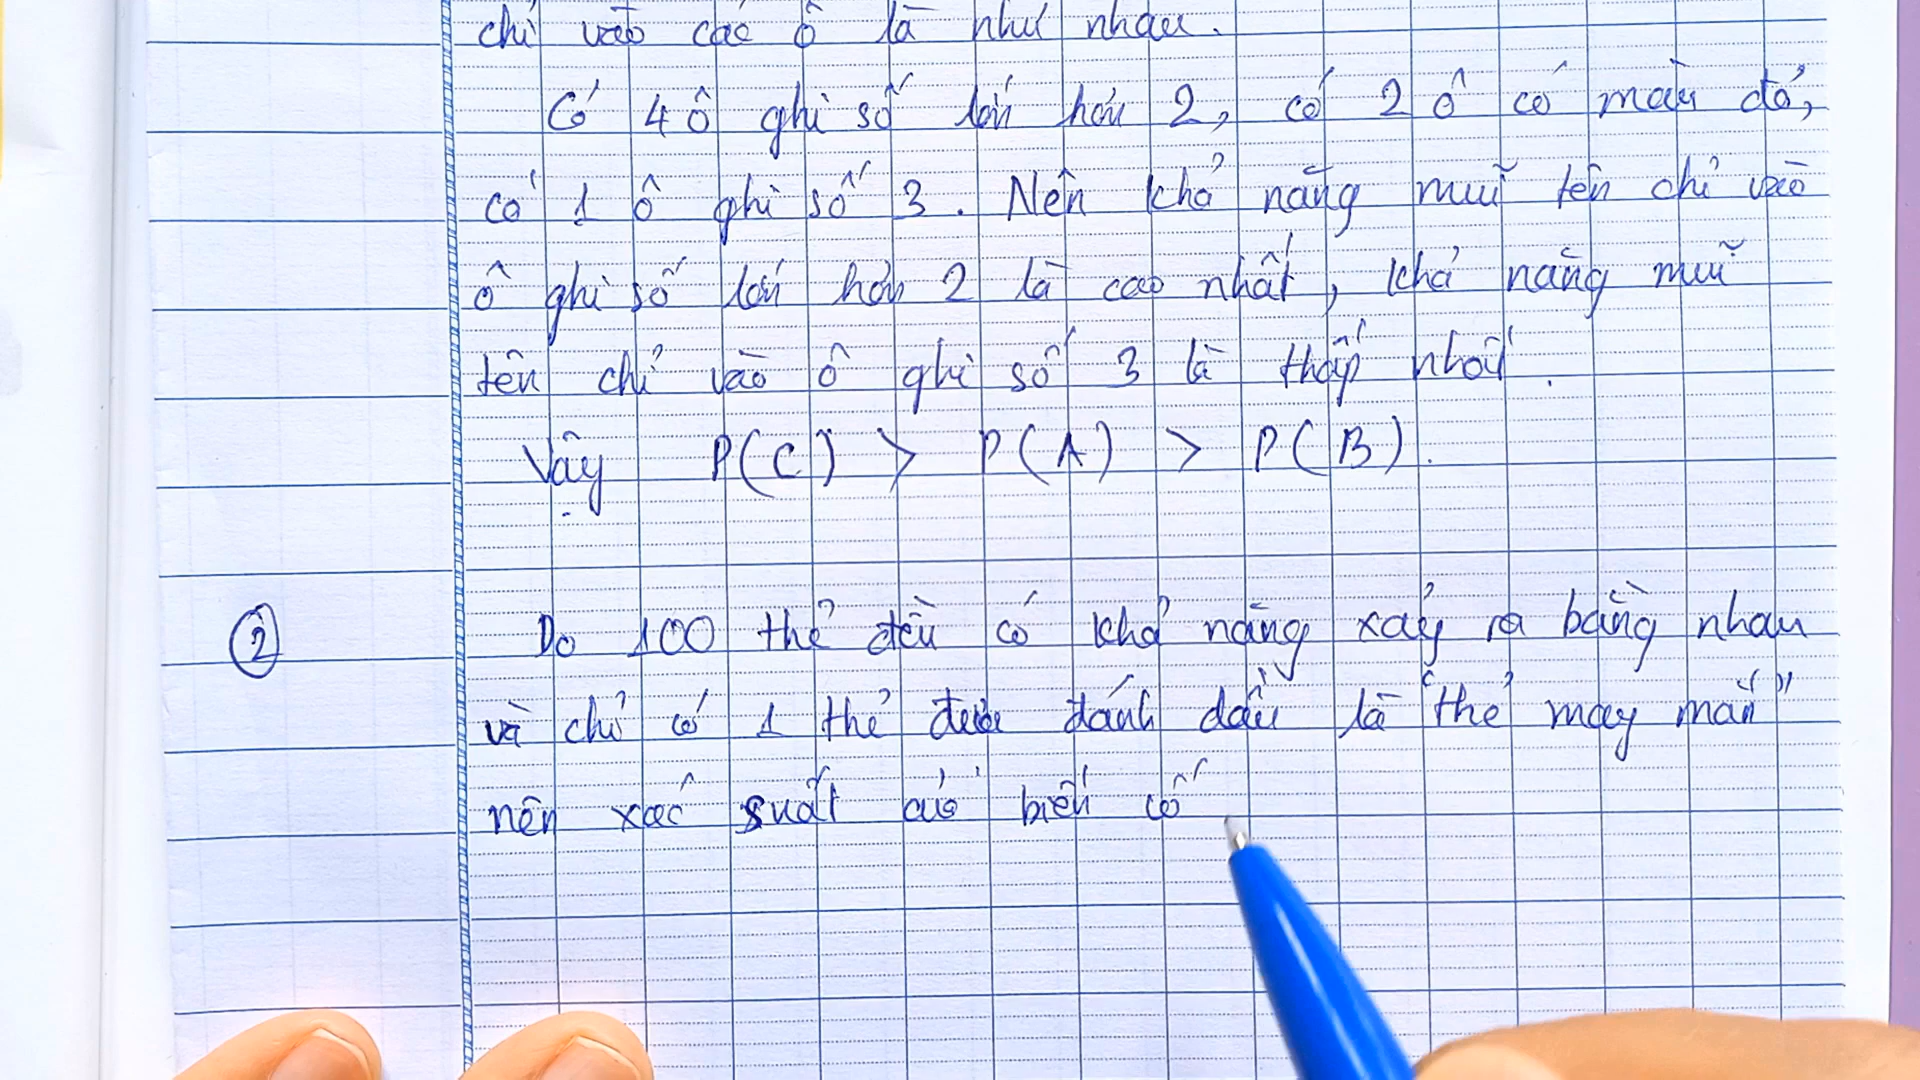 chỉ vào các ô là như nhau.
Có 4 ô ghi số lớn hơn 2, có 2 ô có màu đỏ,
có 1 ô ghi số 3. Nên khả năng mũi tên chỉ vào
ô ghi số lớn hơn 2 là cao nhất, khả năng mũi
tên chỉ vào ô ghi số 3 là thấp nhất.
Vậy P(C) > P(A) > P(B).
② Do 100 thẻ đều có khả năng xảy ra bằng nhau
và chỉ có 1 thẻ được đánh dấu là "thẻ may mắn"
nên xác suất của biến cố